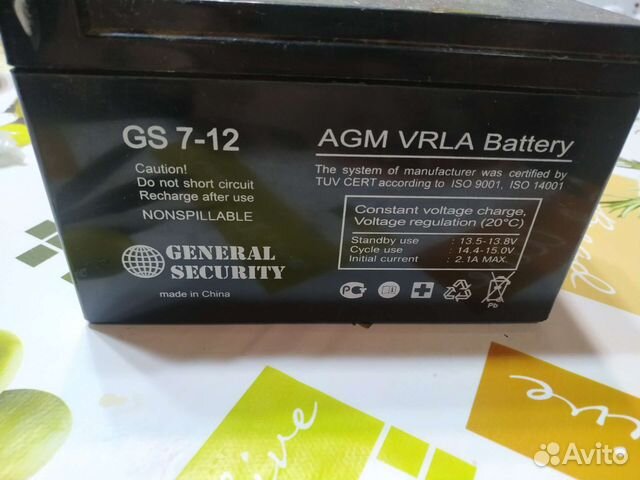 GS 7-12
Caution!
Do not short circuit
Recharge after use
NONSPILLABLE
GENERAL
SECURITY
made in China
AGM VRLA Battery
The system of manufacturer was certified by
TUV CERT according to ISO 9001, ISO 14001
Constant voltage charge,
Voltage regulation (20°C)
Standby use : 13.5-13.8V
Cycle use : 14.4-15.0V
Initial current : 2.1A MAX.
Pb
Avito